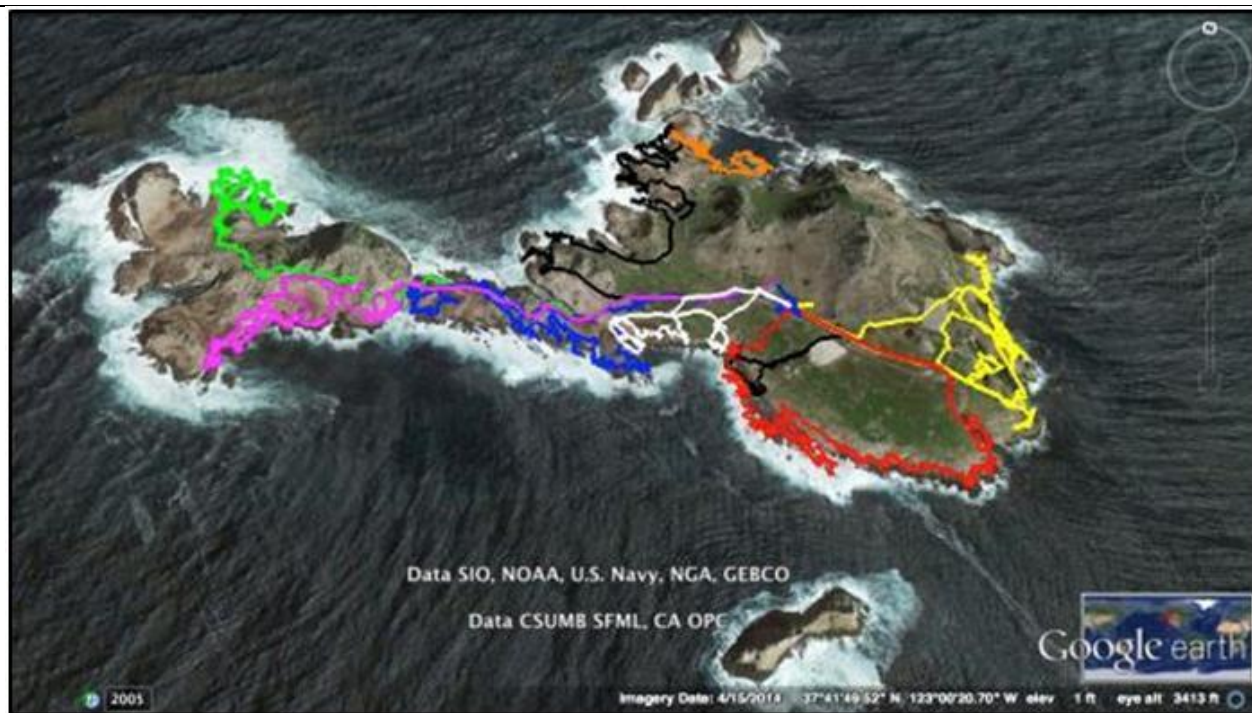 N
Data SIO, NOAA, U.S. Navy, NGA, GEBCO
Data CSUMB SFML, CA OPC
Google earth
2005
Imagery Date: 4/15/2014 37°41'49.52" N, 123°00'20.70" W elev 1 ft eye alt 3413 ft